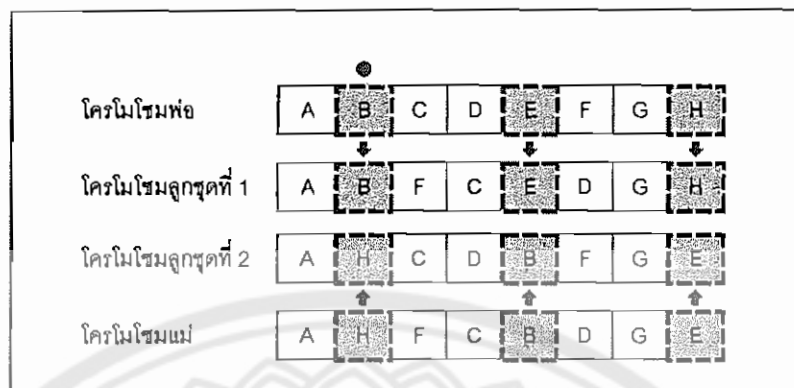 โครโมโซมพ่อ A B C D E F G H
โครโมโซมลูกชุดที่ 1 A B F C E D G H
โครโมโซมลูกชุดที่ 2 A H C D B F G E
โครโมโซมแม่ A H F C B D G E